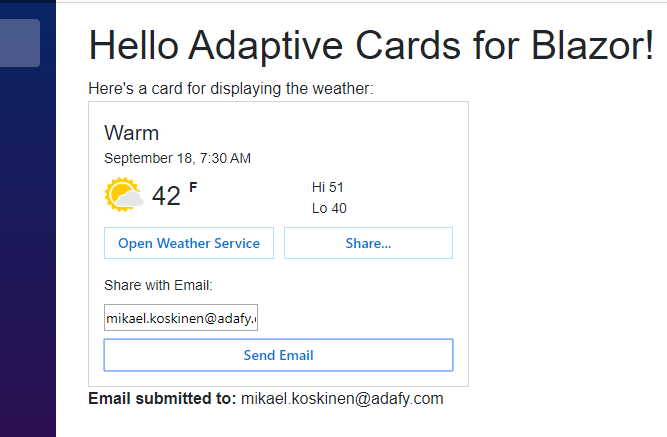 Hello Adaptive Cards for Blazor!
Here's a card for displaying the weather:
Warm
September 18, 7:30 AM
42 F
Hi 51
Lo 40
Open Weather Service
Share...
Share with Email:
mikael.koskinen@adafy.c
Send Email
Email submitted to: mikael.koskinen@adafy.com